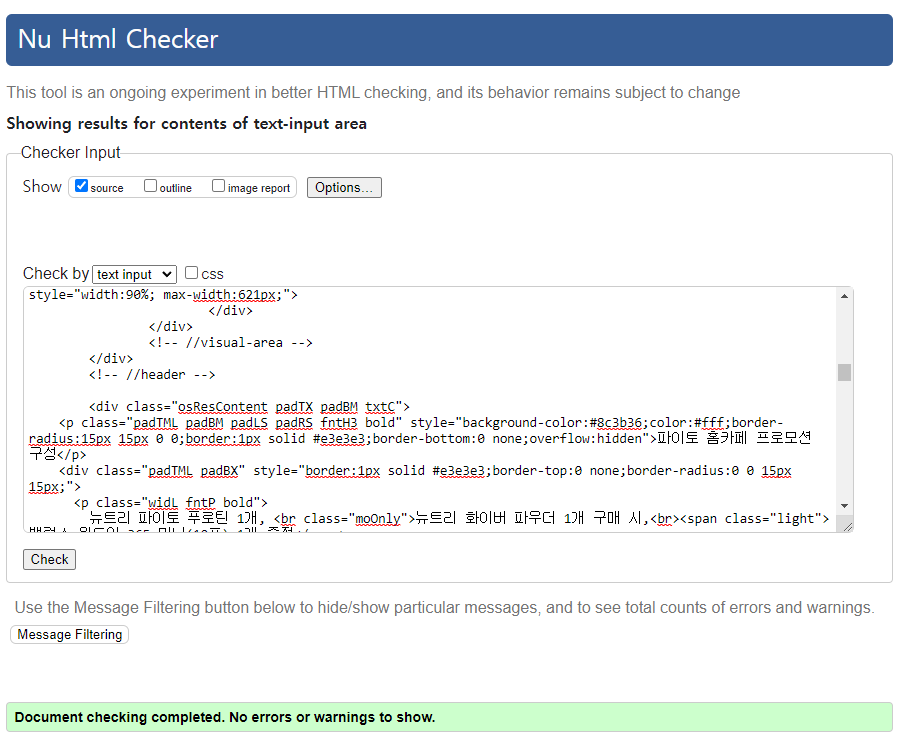 Nu Html Checker
This tool is an ongoing experiment in better HTML checking, and its behavior remains subject to change
Showing results for contents of text-input area
Checker Input
Show source outline image report Options...
Check by text input css
style="width:90%; max-width:621px;">
</div>
</div>
<!-- //visual-area -->
</div>
<!-- //header -->
<div class="osResContent padTX padBM txtC">
<p class="padTML padBM padLS padRS fntH3 bold" style="background-color:#8c3b36;color:#fff;border-
radius:15px 15px 0 0;border:1px solid #e3e3e3;border-bottom:0 none;overflow:hidden">파이토 홈카페 프로모션
구성</p>
<div class="padTML padBX" style="border:1px solid #e3e3e3;border-top:0 none;border-radius:0 0 15px
15px;">
<p class="widL fntP bold">
뉴트리 파이토 푸로틴 1개, <br class="moOnly">뉴트리 화이버 파우더 1개 구매 시,<br><span class="light">
Check
Use the Message Filtering button below to hide/show particular messages, and to see total counts of errors and warnings.
Message Filtering
Document checking completed. No errors or warnings to show.